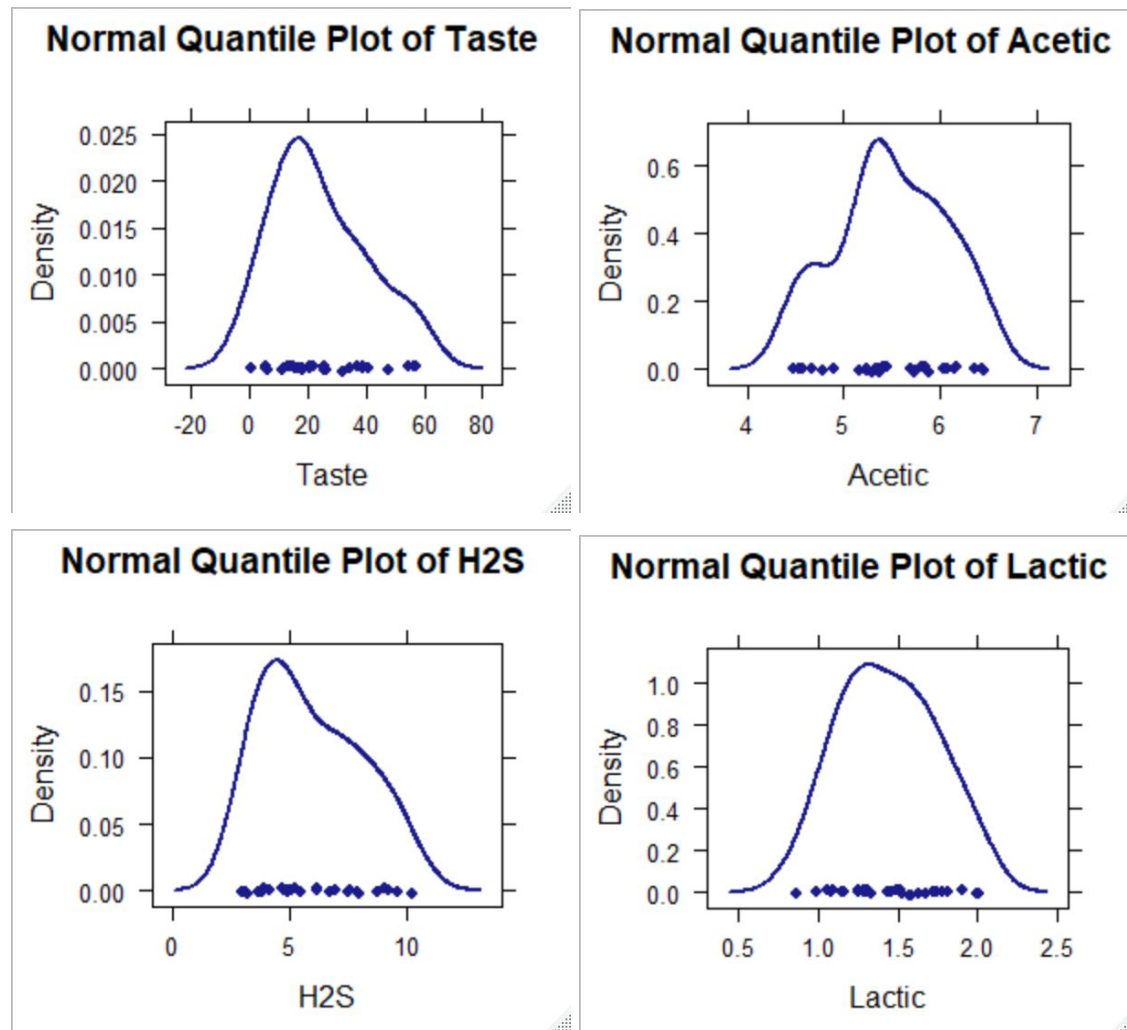 Normal Quantile Plot of Taste
0.025
0.020
0.015
0.010
0.005
0.000
Density
-20 0 20 40 60 80
Taste
Normal Quantile Plot of Acetic
0.6
0.4
0.2
0.0
Density
4 5 6 7
Acetic
Normal Quantile Plot of H2S
0.15
0.10
0.05
0.00
Density
0 5 10
H2S
Normal Quantile Plot of Lactic
1.0
0.8
0.6
0.4
0.2
0.0
Density
0.5 1.0 1.5 2.0 2.5
Lactic